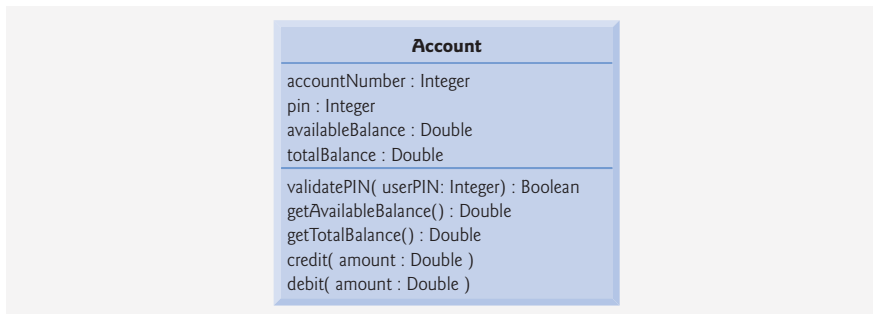 Account
accountNumber : Integer
pin : Integer
availableBalance : Double
totalBalance : Double
validatePIN( userPIN: Integer) : Boolean
getAvailableBalance() : Double
getTotalBalance() : Double
credit( amount : Double )
debit( amount : Double )